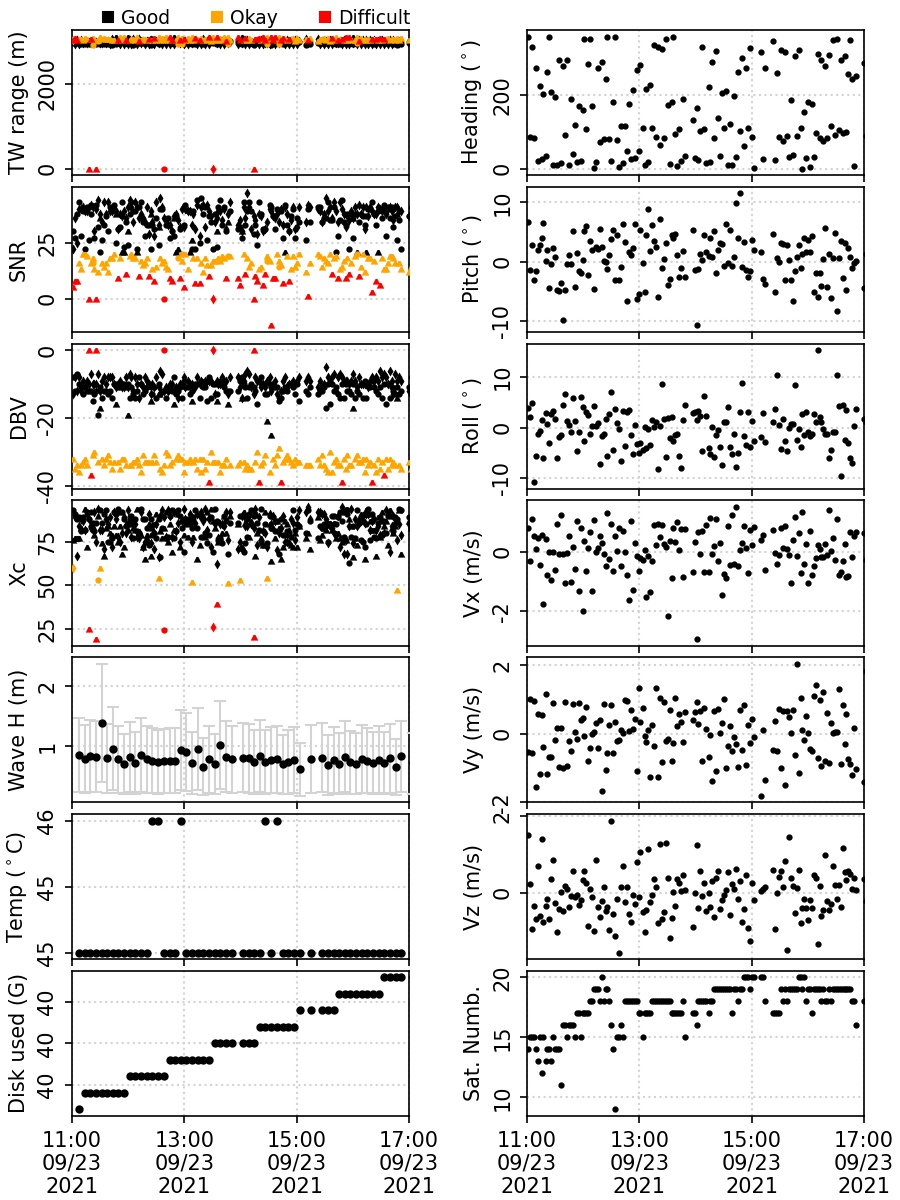 Good Okay Difficult
TW range (m)
2000
0
SNR
25
0
DBV
0
-20
-40
Xc
75
50
25
Wave H (m)
2
1
Temp (°C)
46
45
45
Disk used (G)
40
40
40
11:00 13:00 15:00 17:00
09/23 09/23 09/23 09/23
2021 2021 2021 2021
Heading (°)
200
0
Pitch (°)
10
0
-10
Roll (°)
10
0
-10
Vx (m/s)
0
-2
Vy (m/s)
2
0
-2
Vz (m/s)
2
0
Sat. Numb.
20
15
10
11:00 13:00 15:00 17:00
09/23 09/23 09/23 09/23
2021 2021 2021 2021